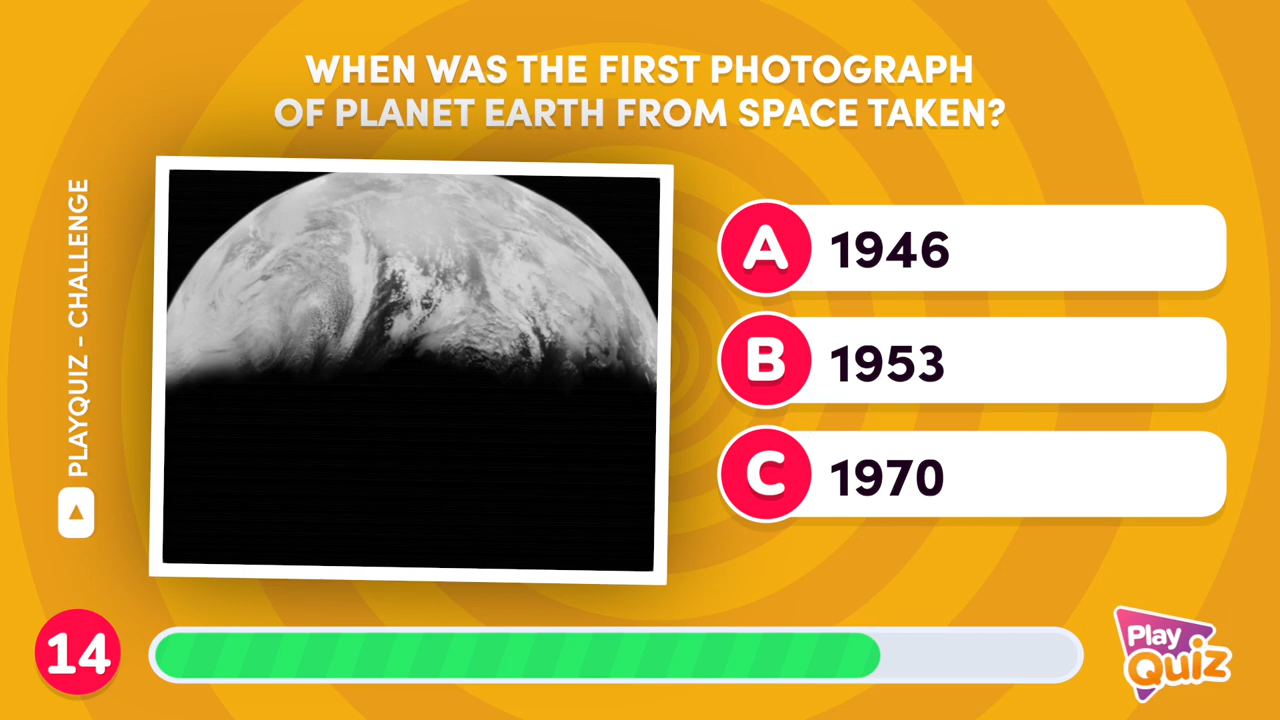 WHEN WAS THE FIRST PHOTOGRAPH
OF PLANET EARTH FROM SPACE TAKEN?
PLAYQUIZ - CHALLENGE
A 1946
B 1953
C 1970
14
Play
Quiz